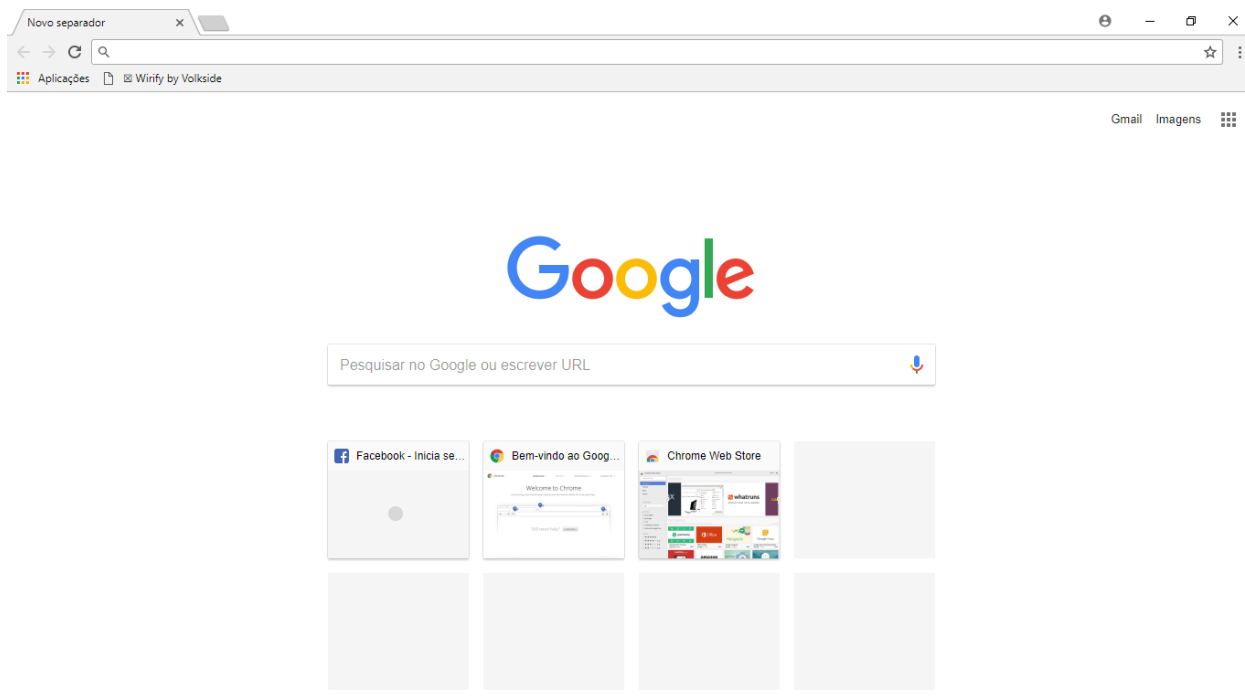 Novo separador
Aplicações Wirify by Volkside
Gmail Imagens
Google
Pesquisar no Google ou escrever URL
Facebook - Inicia se... Bem-vindo ao Goog... Chrome Web Store
Welcome to Chrome
whatruns
Office